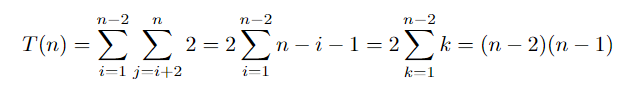 T(n) = \sum_{i=1}^{n-2} \sum_{j=i+2}^{n} 2 = 2 \sum_{i=1}^{n-2} n - i - 1 = 2 \sum_{k=1}^{n-2} k = (n - 2)(n - 1)